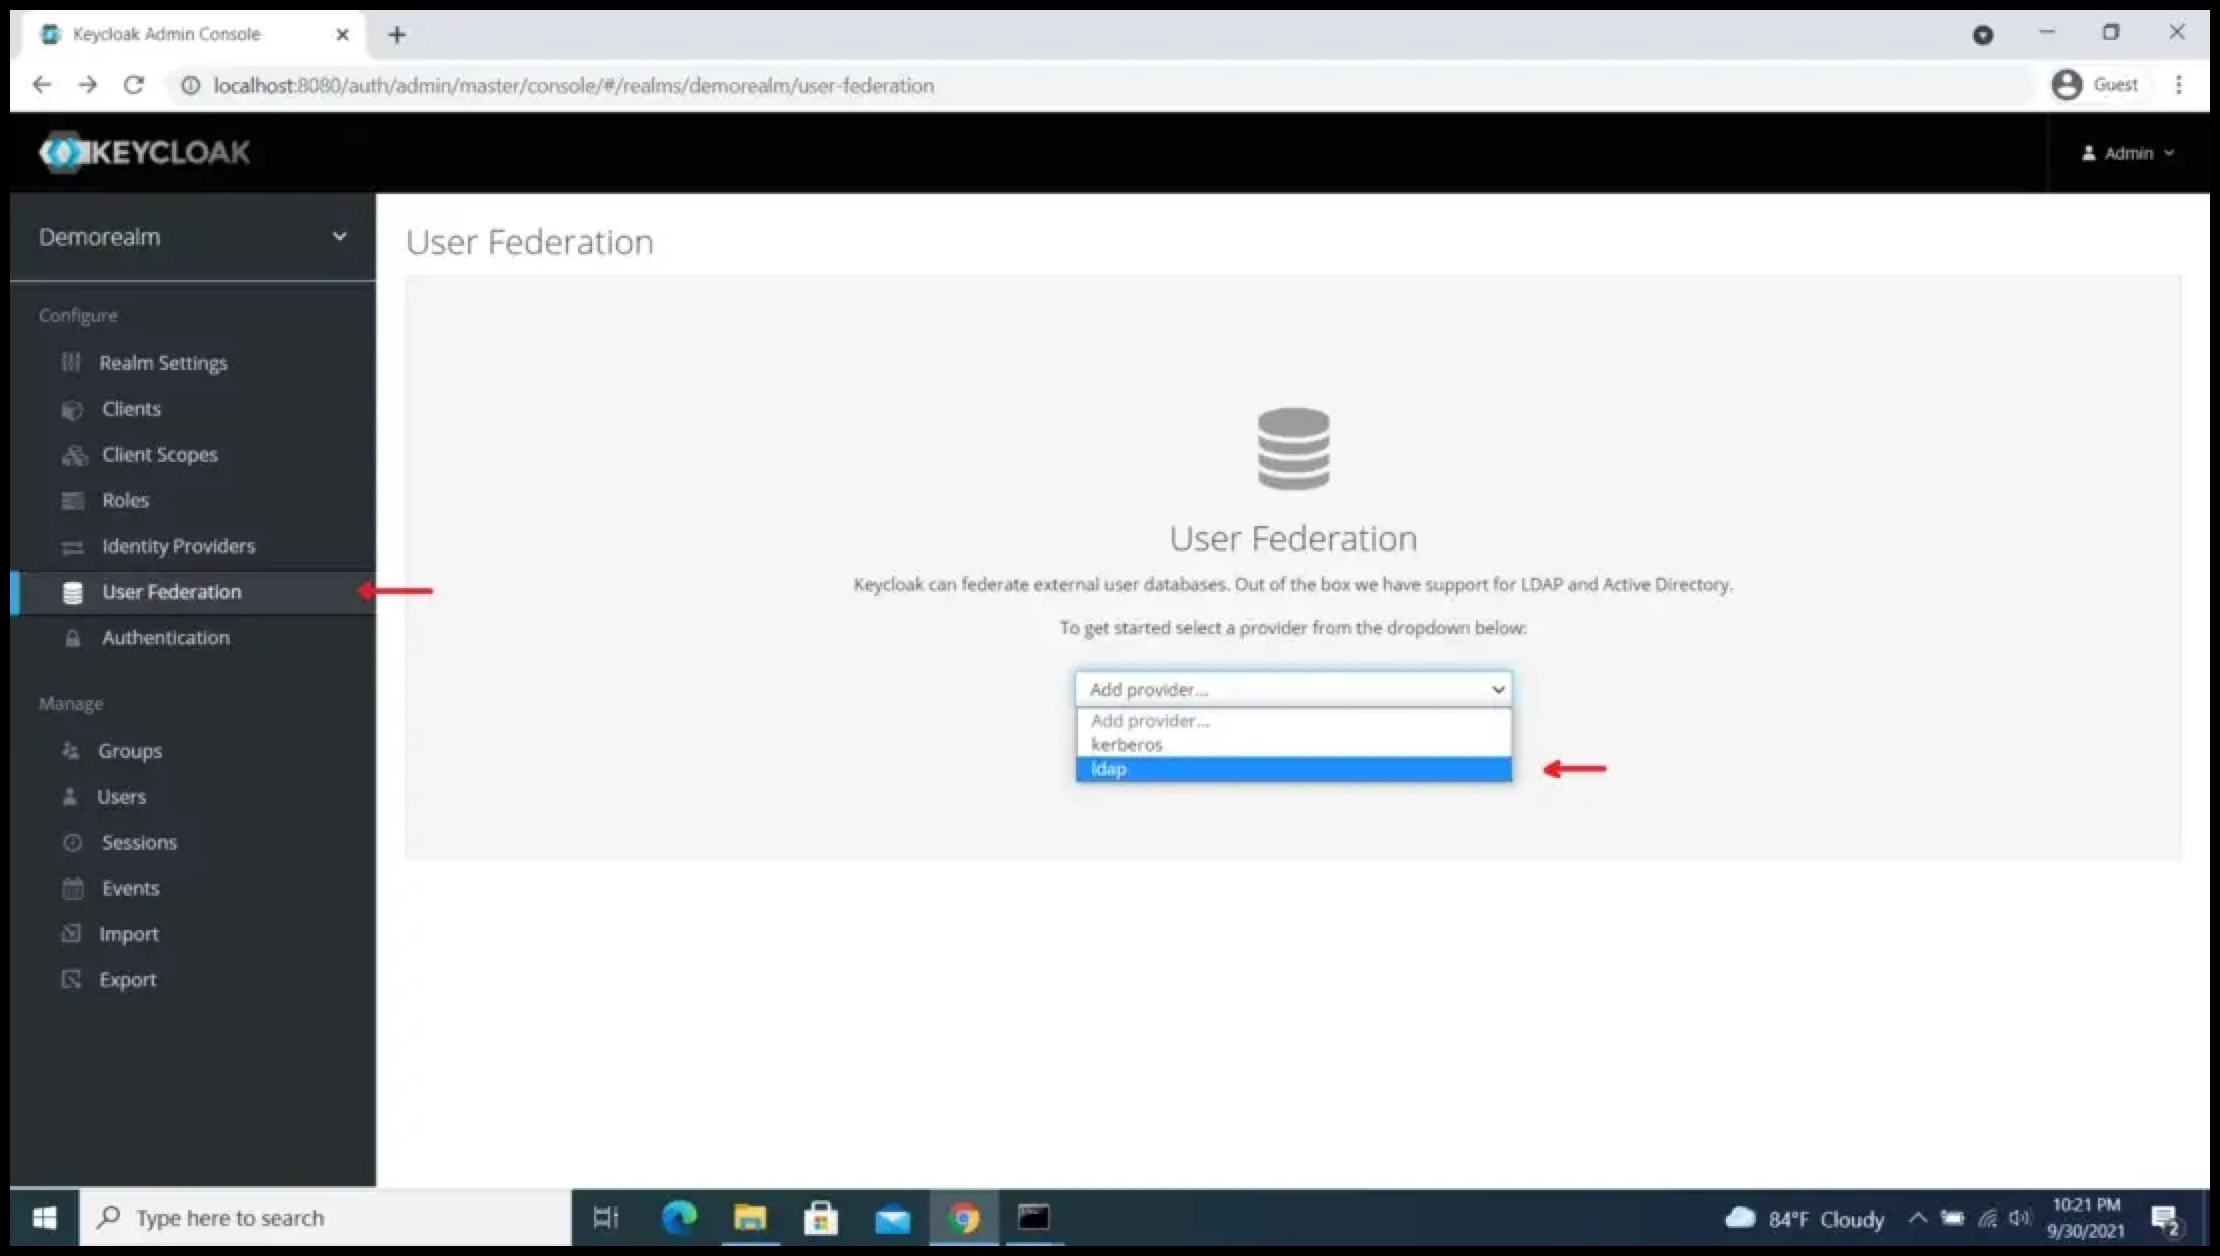 Keycloak Admin Console
localhost:8080/auth/admin/master/console/#/realms/demorealm/user-federation
Guest
KEYCLOAK
Admin
Demorealm
Configure
Realm Settings
Clients
Client Scopes
Roles
Identity Providers
User Federation
Authentication
Manage
Groups
Users
Sessions
Events
Import
Export
User Federation
User Federation
Keycloak can federate external user databases. Out of the box we have support for LDAP and Active Directory.
To get started select a provider from the dropdown below:
Add provider...
Add provider...
kerberos
ldap
Type here to search
84°F Cloudy
10:21 PM
9/30/2021
2